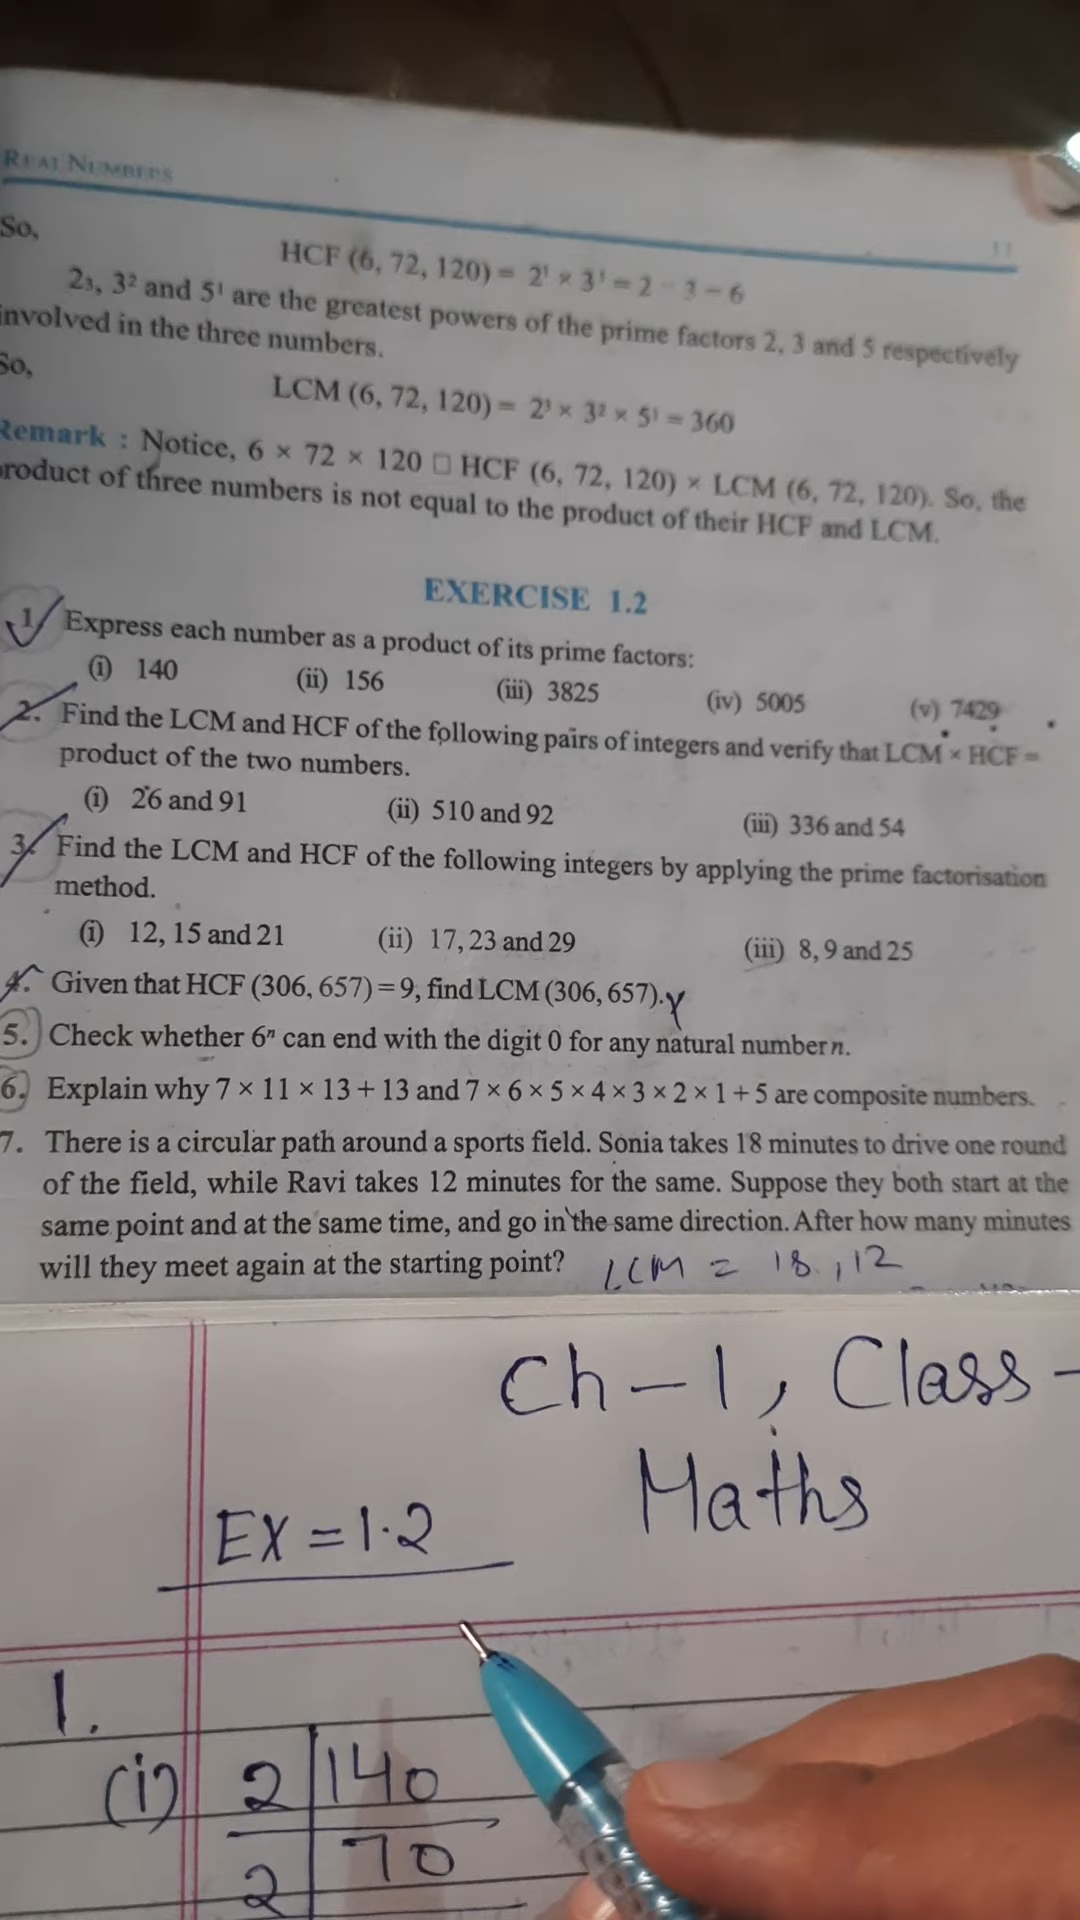 REAL NUMBERS
11
So,
HCF (6, 72, 120) = 2¹ × 3¹ = 2 × 3 = 6
2³, 3² and 5¹ are the greatest powers of the prime factors 2, 3 and 5 respectively
involved in the three numbers.
So,
LCM (6, 72, 120) = 2³ × 3² × 5¹ = 360
Remark : Notice, 6 × 72 × 120 □ HCF (6, 72, 120) × LCM (6, 72, 120). So, the
product of three numbers is not equal to the product of their HCF and LCM.
EXERCISE 1.2
1. Express each number as a product of its prime factors:
(i) 140 (ii) 156 (iii) 3825 (iv) 5005 (v) 7429
2. Find the LCM and HCF of the following pairs of integers and verify that LCM × HCF =
product of the two numbers.
(i) 26 and 91 (ii) 510 and 92 (iii) 336 and 54
3. Find the LCM and HCF of the following integers by applying the prime factorisation
method.
(i) 12, 15 and 21 (ii) 17, 23 and 29 (iii) 8, 9 and 25
4. Given that HCF (306, 657) = 9, find LCM (306, 657).
5. Check whether 6ⁿ can end with the digit 0 for any natural number n.
6. Explain why 7 × 11 × 13 + 13 and 7 × 6 × 5 × 4 × 3 × 2 × 1 + 5 are composite numbers.
7. There is a circular path around a sports field. Sonia takes 18 minutes to drive one round
of the field, while Ravi takes 12 minutes for the same. Suppose they both start at the
same point and at the same time, and go in the same direction. After how many minutes
will they meet again at the starting point? LCM = 18, 12
Ch-1, Class-
Maths
EX = 1.2
1.
(i) 2 | 140
2 | 70